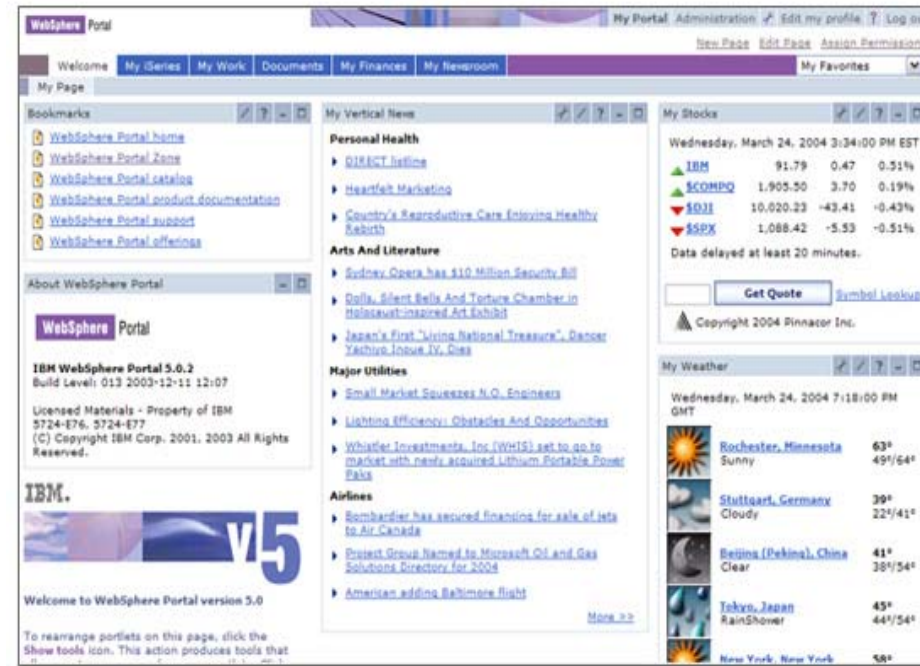 WebSphere Portal
My Portal Administration Edit my profile ? Log ou
New Page Edit Page Assign Permission
Welcome My iSeries My Work Documents My Finances My Newsroom My Favorites
My Page
Bookmarks
WebSphere Portal home
WebSphere Portal Zone
WebSphere Portal catalog
WebSphere Portal product documentation
WebSphere Portal support
WebSphere Portal offerings
About WebSphere Portal
WebSphere Portal
IBM WebSphere Portal 5.0.2
Build Level: 013 2003-12-11 12:07
Licensed Materials - Property of IBM
5724-E76, 5724-E77
(C) Copyright IBM Corp. 2001, 2003 All Rights
Reserved.
IBM.
v5
Welcome to WebSphere Portal version 5.0
To rearrange portlets on this page, click the
Show tools icon. This action produces tools that
My Vertical News
Personal Health
DIRECT listline
Heartfelt Marketing
Country's Reproductive Care Enjoying Healthy
Rebirth
Arts And Literature
Sydney Opera has $10 Million Security Bill
Dolls, Silent Bells And Torture Chamber in
Holocaust-inspired Art Exhibit
Japan's First "Living National Treasure", Dancer
Yachiyo Inoue IV, Dies
Major Utilities
Small Market Squeezes N.O. Engineers
Lighting Efficiency: Obstacles And Opportunities
Whistler Investments, Inc (WHIS) set to go to
market with newly acquired Lithium Portable Power
Paks
Airlines
Bombardier has secured financing for sale of jets
to Air Canada
Project Group Named to Microsoft Oil and Gas
Solutions Directory for 2004
American adding Baltimore flight
More >>
My Stocks
Wednesday, March 24, 2004 3:34:00 PM EST
IBM 91.79 0.47 0.51%
$COMPQ 1,905.50 3.70 0.19%
$DJI 10,020.23 -43.41 -0.43%
$SPX 1,088.42 -5.53 -0.51%
Data delayed at least 20 minutes.
Get Quote Symbol Lookup
Copyright 2004 Pinnacor Inc.
My Weather
Wednesday, March 24, 2004 7:18:00 PM
GMT
Rochester, Minnesota 63°
Sunny 49°/64°
Stuttgart, Germany 39°
Cloudy 22°/41°
Beijing (Peking), China 41°
Clear 38°/54°
Tokyo, Japan 45°
RainShower 44°/54°
New York, New York 58°